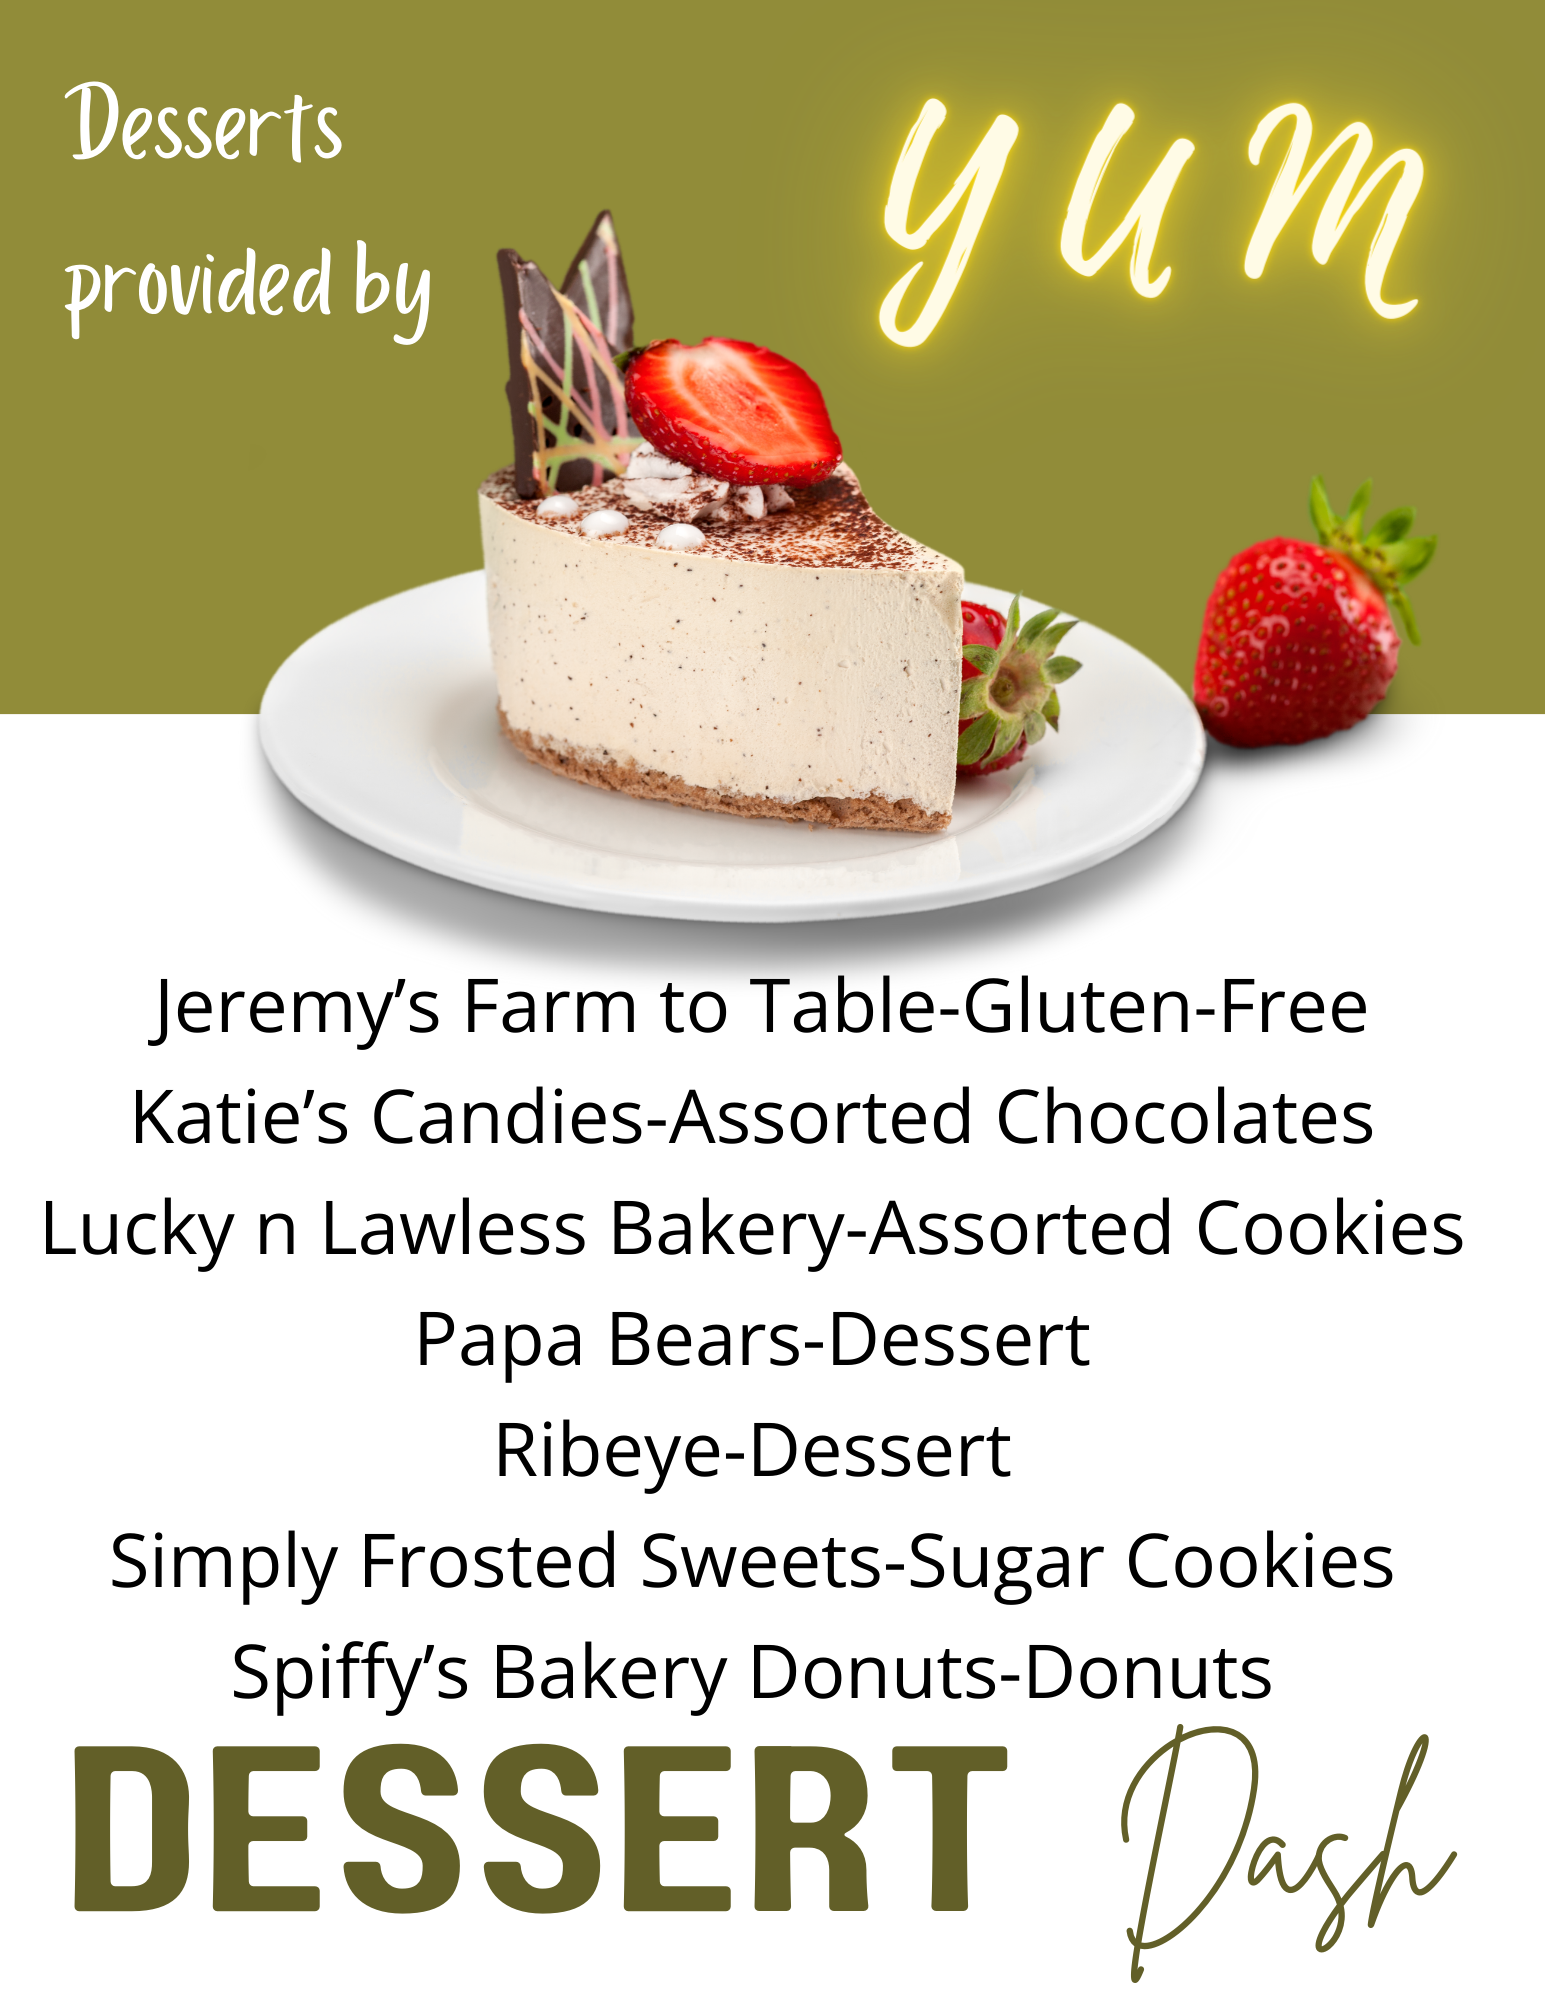 Desserts
provided by
yum
Jeremy’s Farm to Table-Gluten-Free
Katie’s Candies-Assorted Chocolates
Lucky n Lawless Bakery-Assorted Cookies
Papa Bears-Dessert
Ribeye-Dessert
Simply Frosted Sweets-Sugar Cookies
Spiffy’s Bakery Donuts-Donuts
DESSERT Dash